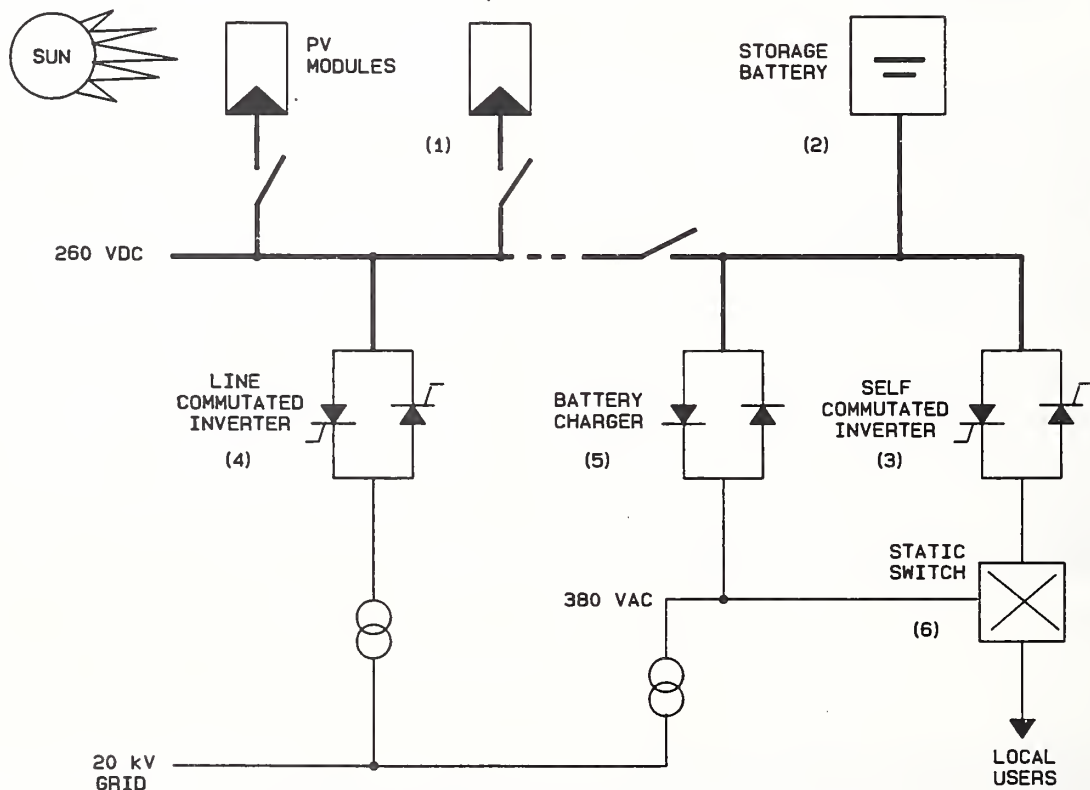 SUN
PV
MODULES
(1)
STORAGE
BATTERY
(2)
260 VDC
LINE
COMMUTATED
INVERTER
(4)
BATTERY
CHARGER
(5)
SELF
COMMUTATED
INVERTER
(3)
STATIC
SWITCH
(6)
380 VAC
20 kV
GRID
LOCAL
USERS